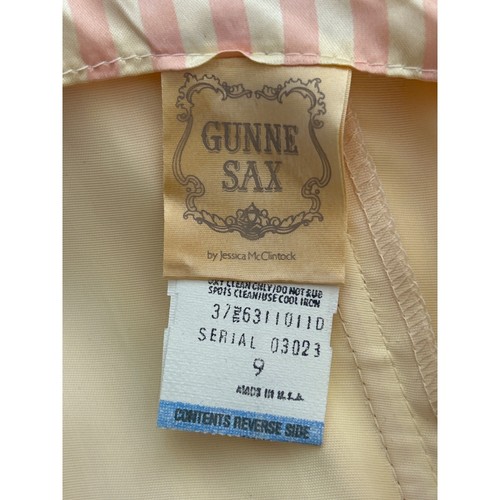 GUNNE
SAX
by Jessica McClintock
DRY CLEAN ONLY/DO NOT RUB
SPOTS CLEAN/USE COOL IRON
37 6311011D
SERIAL 03023
9
MADE IN U.S.A.
CONTENTS REVERSE SIDE